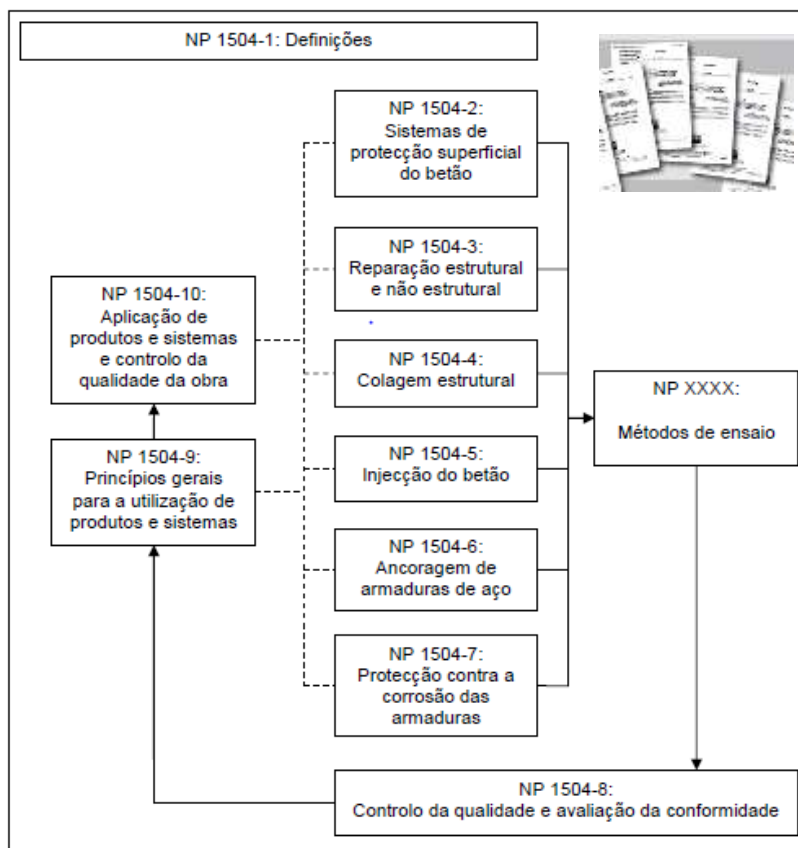 NP 1504-1: Definições
NP 1504-2:
Sistemas de
protecção superficial
do betão
NP 1504-3:
Reparação estrutural
e não estrutural
NP 1504-10:
Aplicação de
produtos e sistemas
e controlo da
qualidade da obra
NP 1504-4:
Colagem estrutural
NP XXXX:
Métodos de ensaio
NP 1504-9:
Princípios gerais
para a utilização de
produtos e sistemas
NP 1504-5:
Injecção do betão
NP 1504-6:
Ancoragem de
armaduras de aço
NP 1504-7:
Protecção contra a
corrosão das
armaduras
NP 1504-8:
Controlo da qualidade e avaliação da conformidade